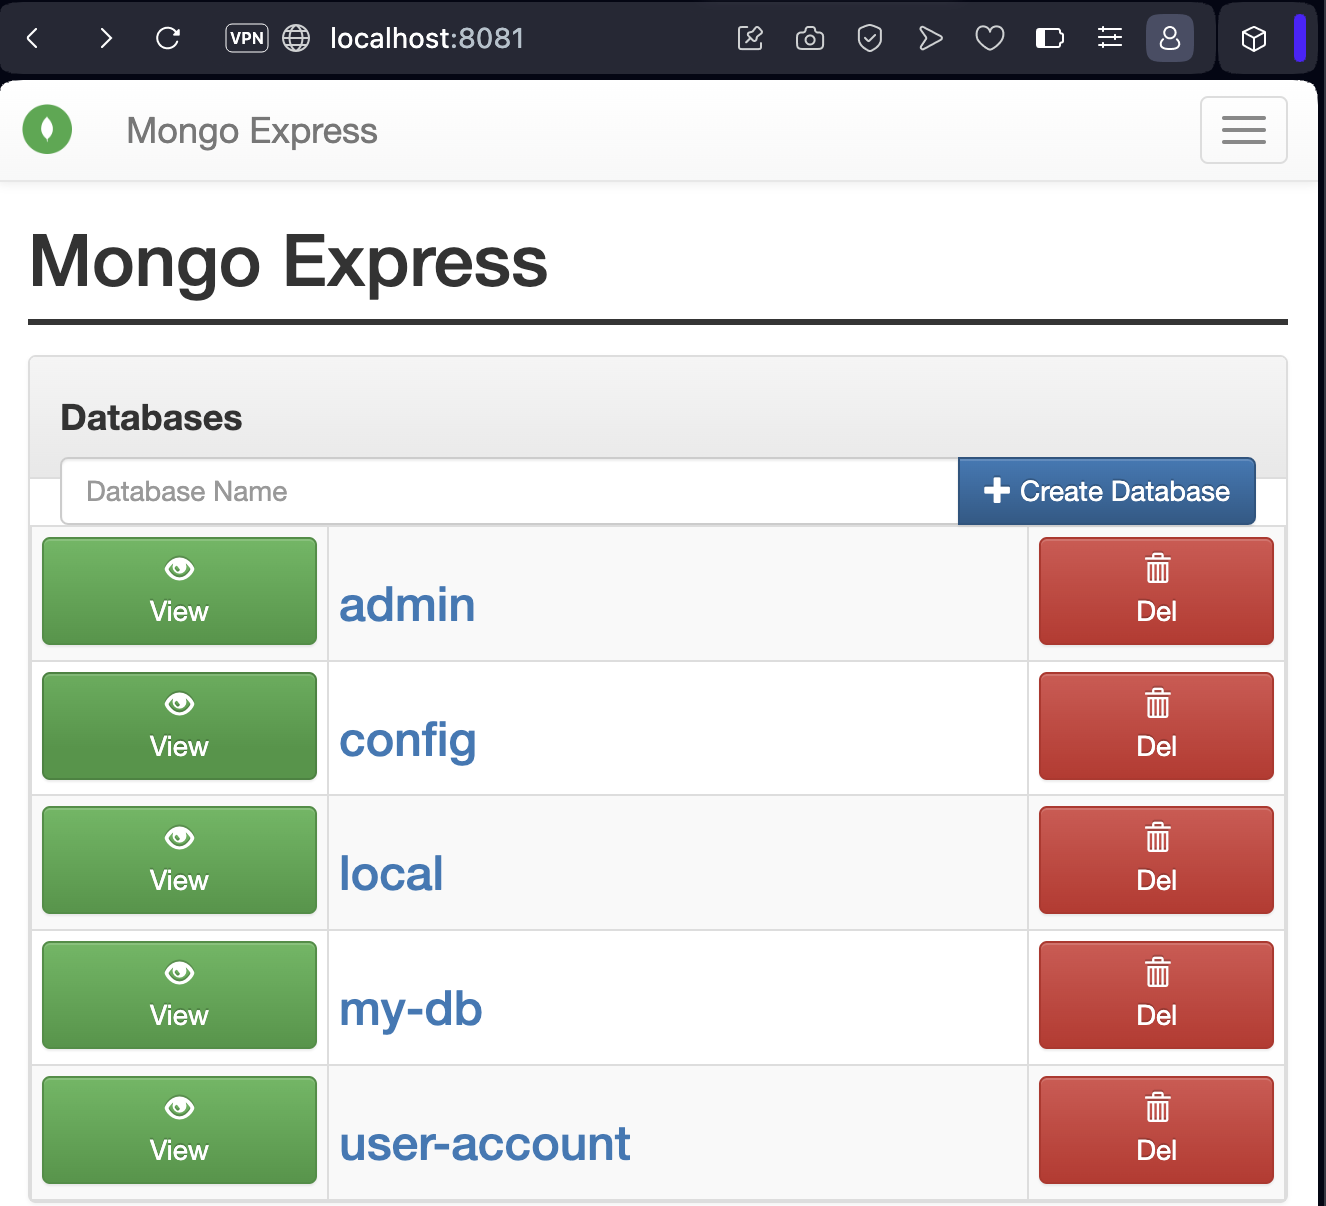 VPN localhost:8081
Mongo Express
Mongo Express
Databases
Database Name Create Database
View admin Del
View config Del
View local Del
View my-db Del
View user-account Del